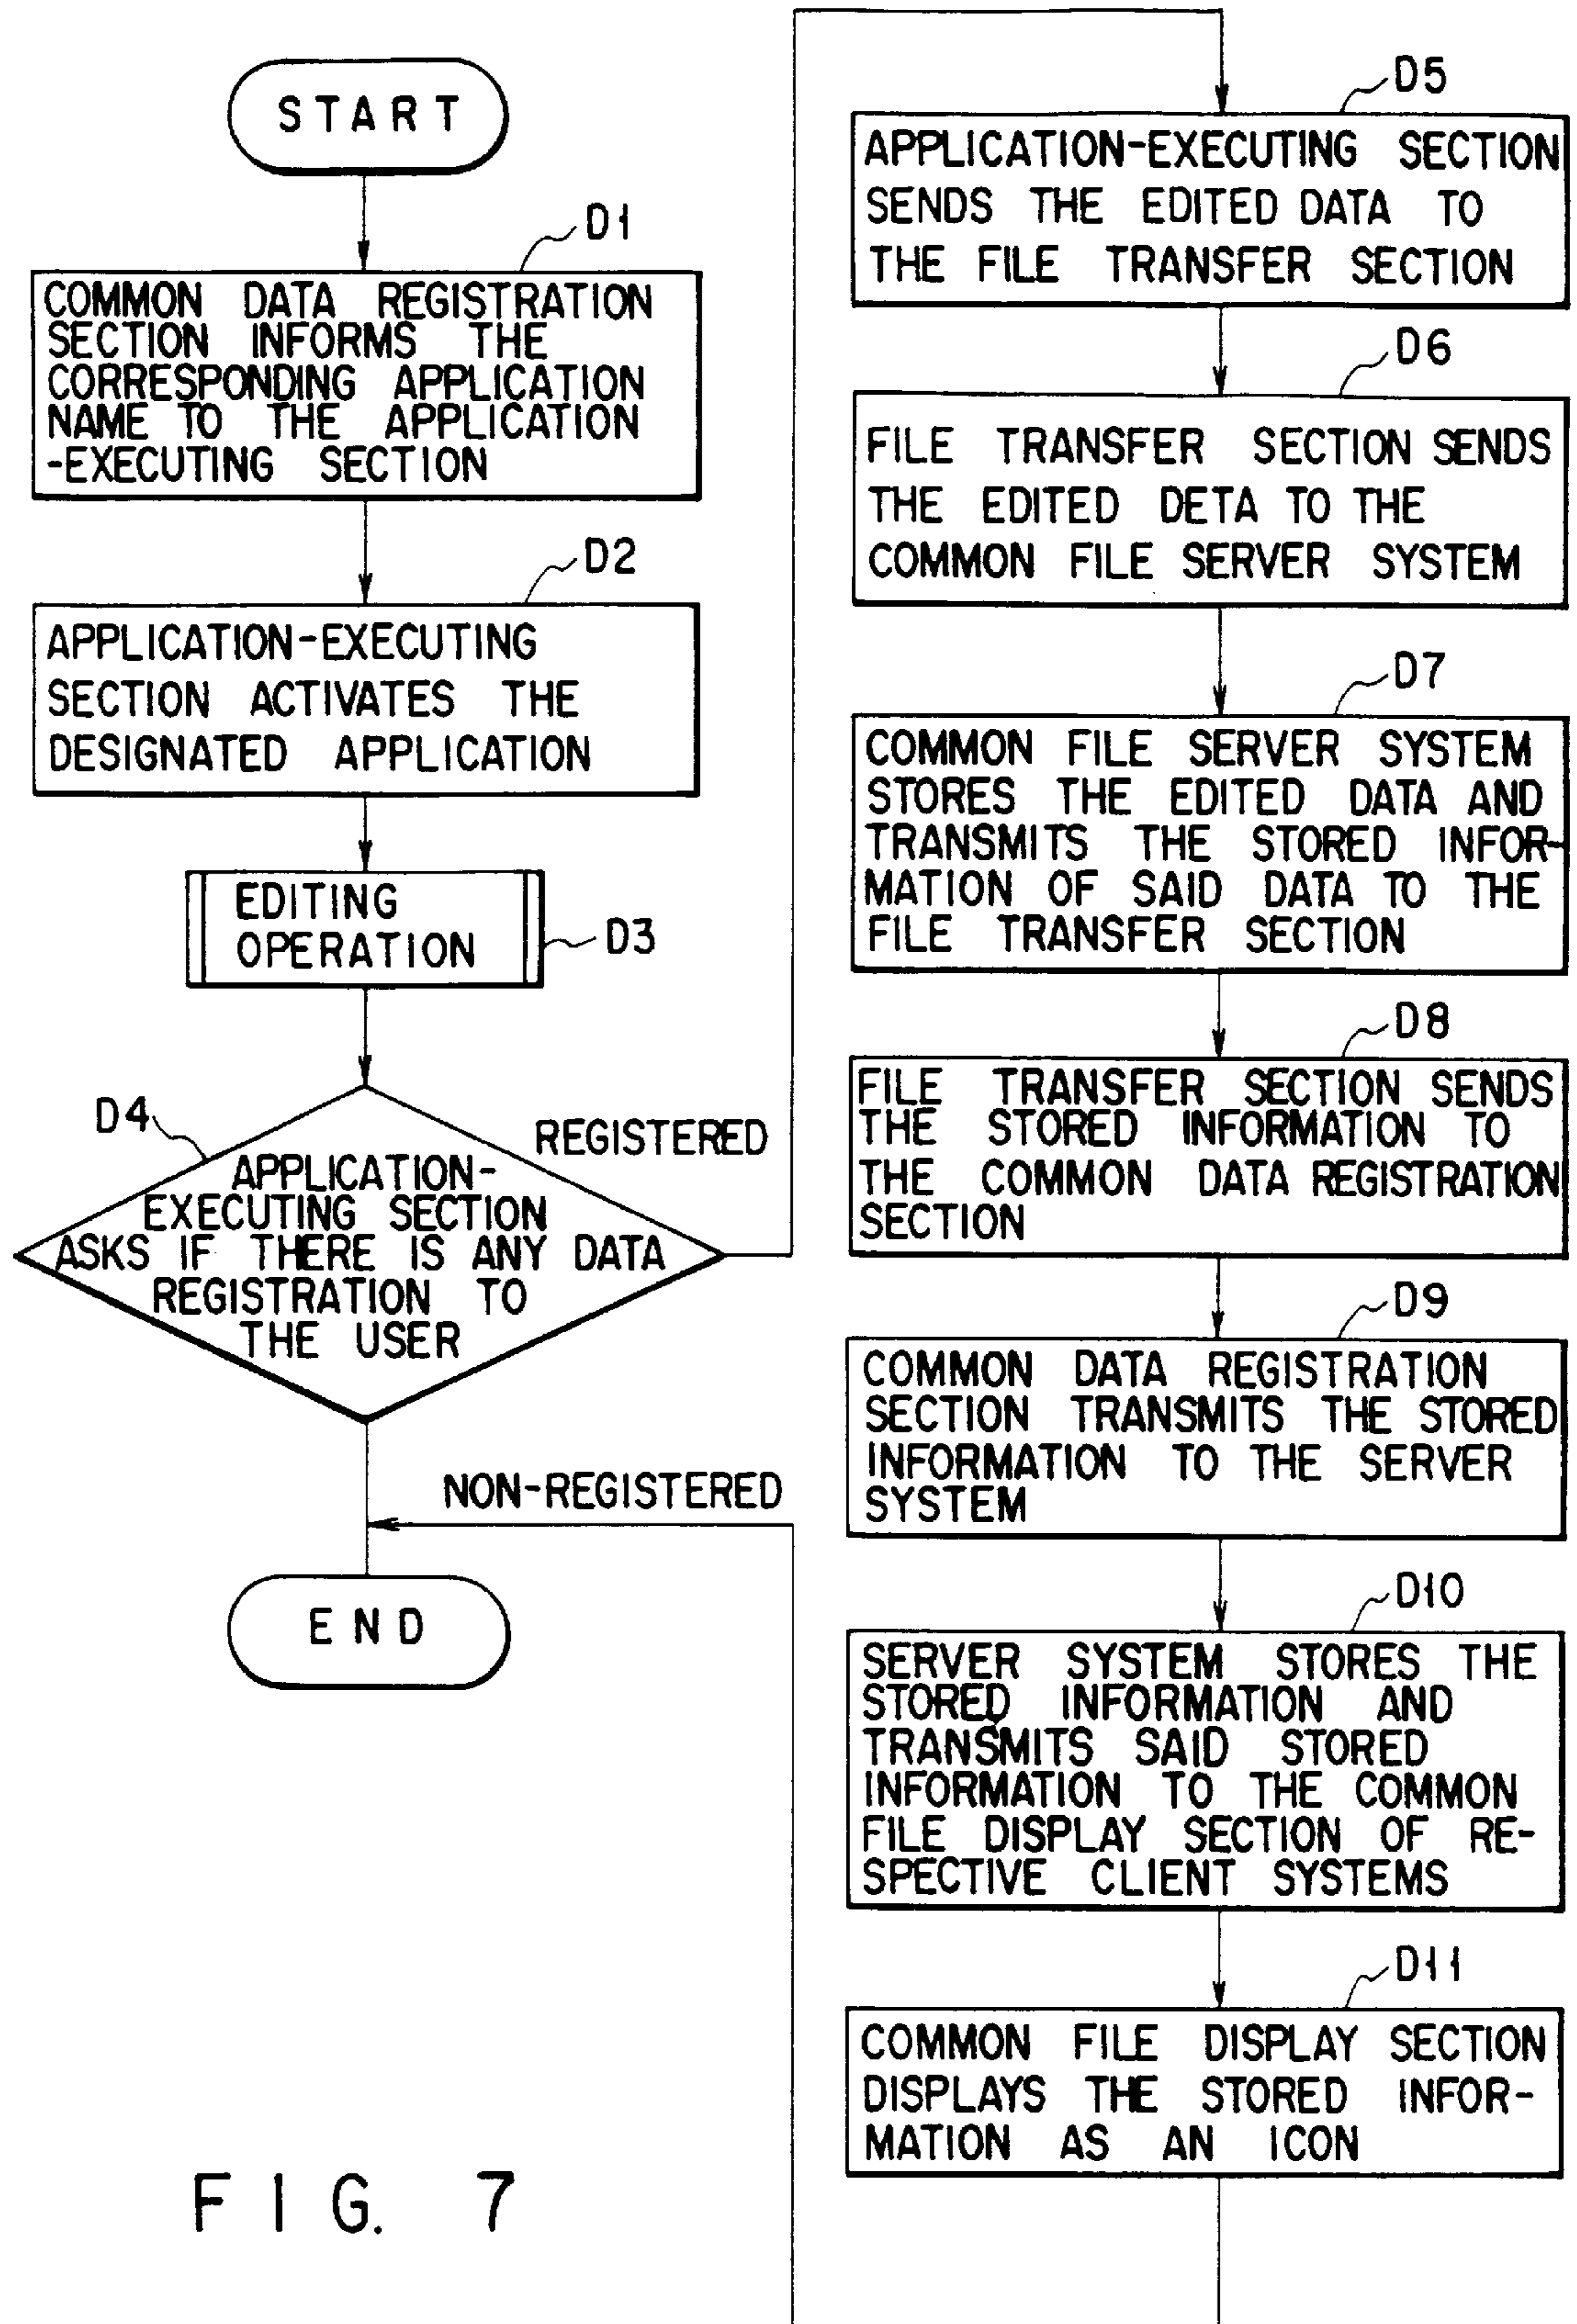 START
D1
COMMON DATA REGISTRATION
SECTION INFORMS THE
CORRESPONDING APPLICATION
NAME TO THE APPLICATION
-EXECUTING SECTION
D2
APPLICATION-EXECUTING
SECTION ACTIVATES THE
DESIGNATED APPLICATION
EDITING
OPERATION
D3
D4
REGISTERED
APPLICATION-
EXECUTING SECTION
ASKS IF THERE IS ANY DATA
REGISTRATION TO
THE USER
NON-REGISTERED
END
D5
APPLICATION-EXECUTING SECTION
SENDS THE EDITED DATA TO
THE FILE TRANSFER SECTION
D6
FILE TRANSFER SECTION SENDS
THE EDITED DETA TO THE
COMMON FILE SERVER SYSTEM
D7
COMMON FILE SERVER SYSTEM
STORES THE EDITED DATA AND
TRANSMITS THE STORED INFOR-
MATION OF SAID DATA TO THE
FILE TRANSFER SECTION
D8
FILE TRANSFER SECTION SENDS
THE STORED INFORMATION TO
THE COMMON DATA REGISTRATION
SECTION
D9
COMMON DATA REGISTRATION
SECTION TRANSMITS THE STORED
INFORMATION TO THE SERVER
SYSTEM
D10
SERVER SYSTEM STORES THE
STORED INFORMATION AND
TRANSMITS SAID STORED
INFORMATION TO THE COMMON
FILE DISPLAY SECTION OF RE-
SPECTIVE CLIENT SYSTEMS
D11
COMMON FILE DISPLAY SECTION
DISPLAYS THE STORED INFOR-
MATION AS AN ICON
FIG. 7